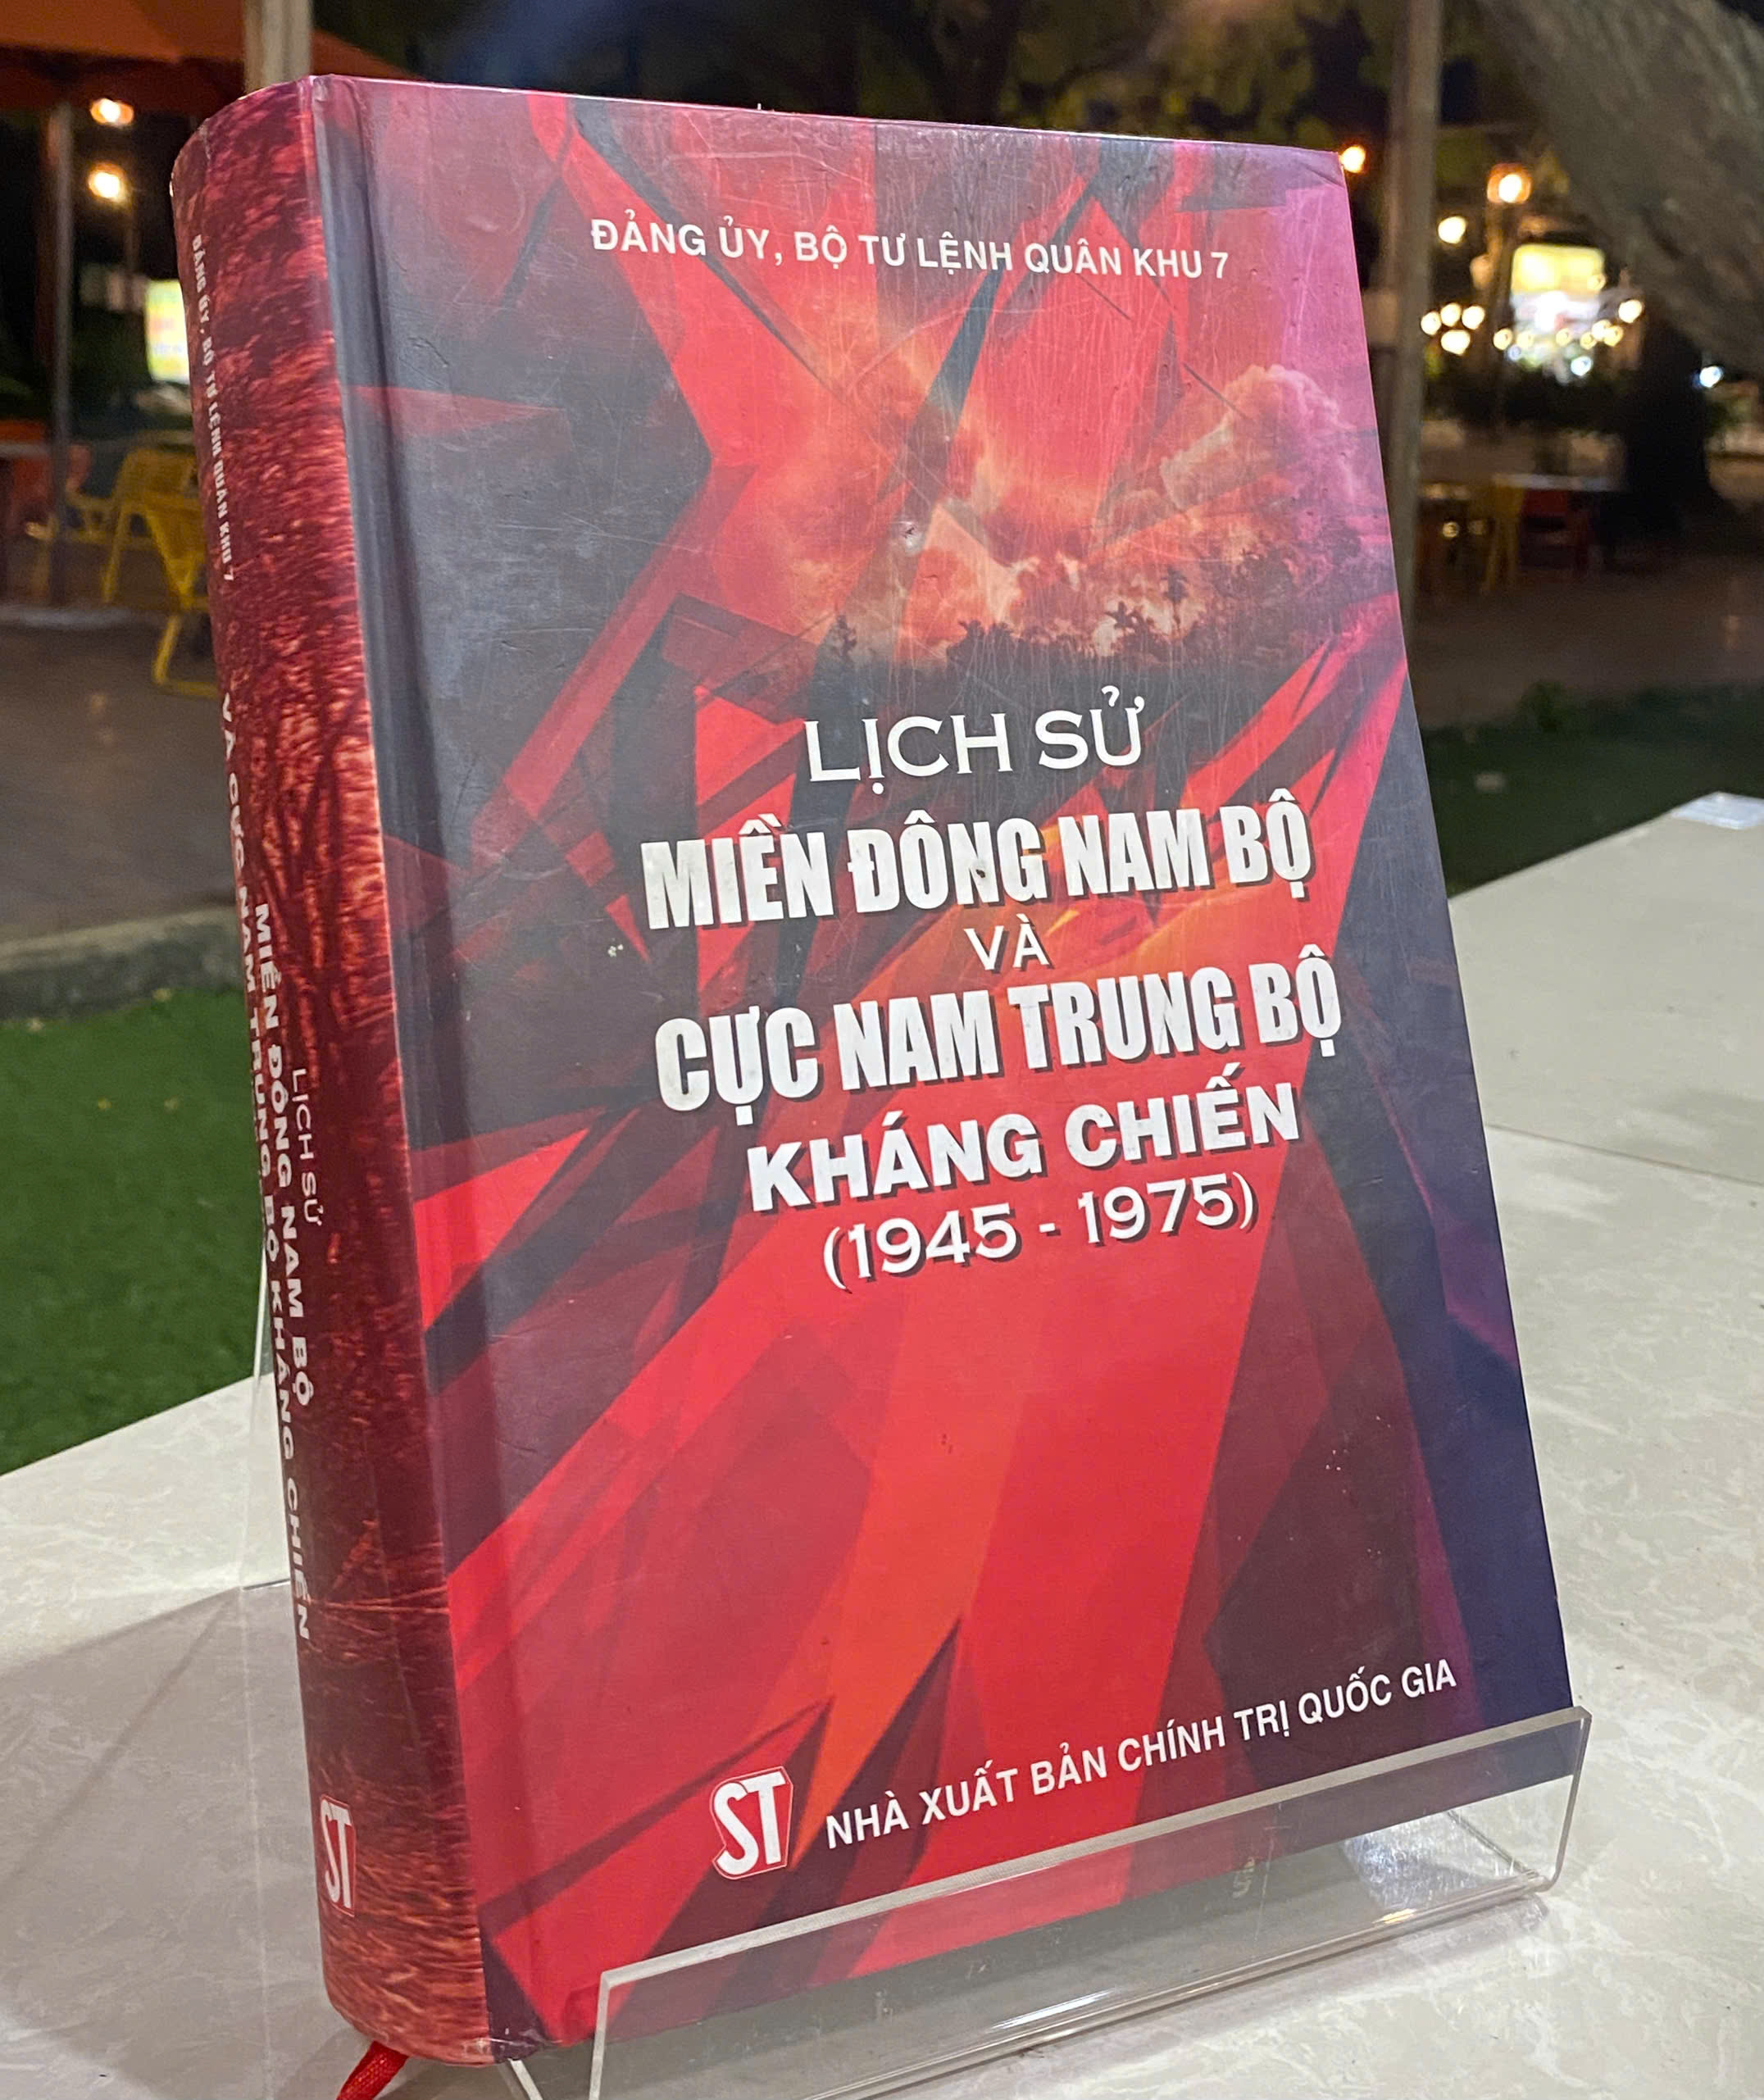 ĐẢNG ỦY, BỘ TƯ LỆNH QUÂN KHU 7
LỊCH SỬ
MIỀN ĐÔNG NAM BỘ
VÀ
CỰC NAM TRUNG BỘ
KHÁNG CHIẾN
(1945 - 1975)
ST
NHÀ XUẤT BẢN CHÍNH TRỊ QUỐC GIA
ĐẢNG ỦY, BỘ TƯ LỆNH QUÂN KHU 7
LỊCH SỬ
MIỀN ĐÔNG NAM BỘ
VÀ CỰC NAM TRUNG BỘ KHÁNG CHIẾN
ST